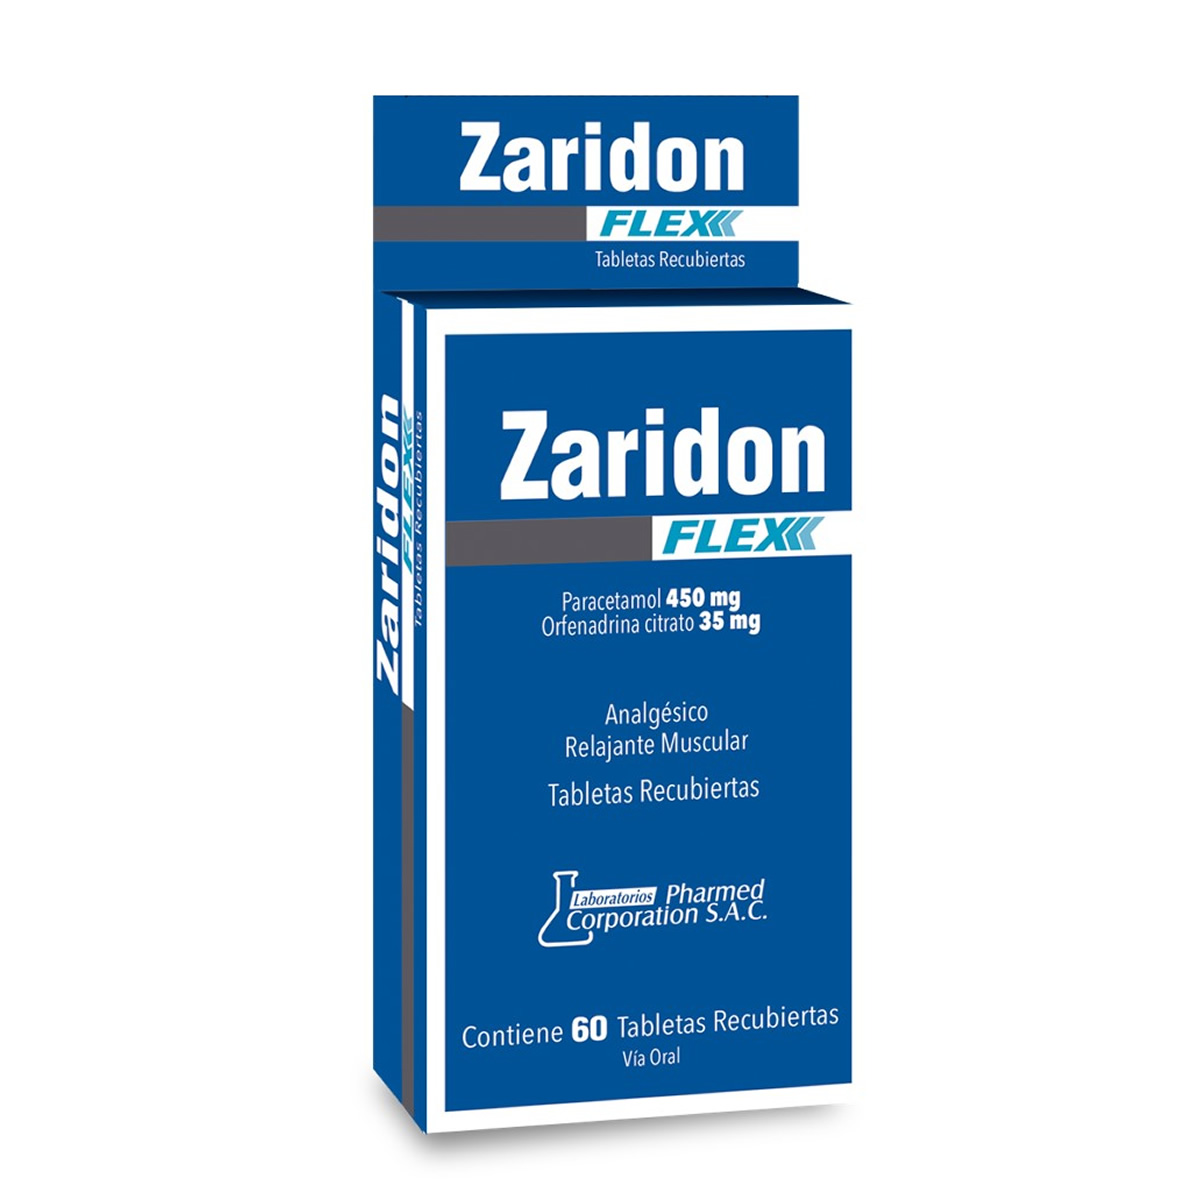 Zaridon
FLEX
Tabletas Recubiertas
Zaridon
FLEX
Tabletas Recubiertas
Zaridon
FLEX
Paracetamol 450 mg
Orfenadrina citrato 35 mg
Analgésico
Relajante Muscular
Tabletas Recubiertas
Laboratorios Pharmed
Corporation S.A.C.
Contiene 60 Tabletas Recubiertas
Vía Oral